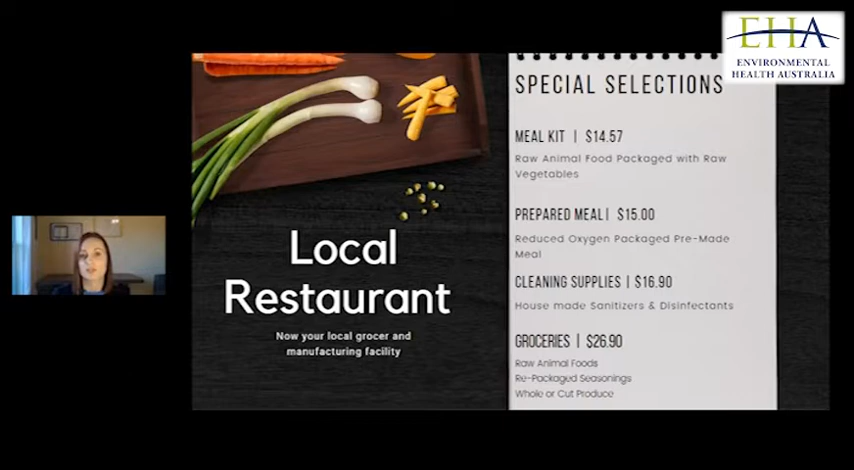 EHA
ENVIRONMENTAL
HEALTH AUSTRALIA
SPECIAL SELECTIONS
MEAL KIT | $14.57
Raw Animal Food Packaged with Raw
Vegetables
PREPARED MEAL| $15.00
Reduced Oxygen Packaged Pre-Made
Meal
CLEANING SUPPLIES | $16.90
House made Sanitizers & Disinfectants
GROCERIES | $26.90
Raw Animal Foods
Re-Packaged Seasonings
Whole or Cut Produce
Local
Restaurant
Now your local grocer and
manufacturing facility